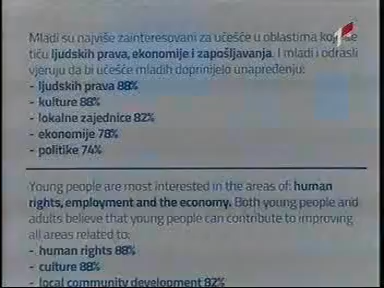 Mladi su najviše zainteresovani za učešće u oblastima
tiču ljudskih prava, ekonomije i zapošljavanja. I mladi i odrasli
vjeruju da bi učešće mladih doprinijelo unapređenju:
- ljudskih prava 88%
- kulture 88%
- lokalne zajednice 82%
- ekonomije 78%
- politike 74%
Young people are most interested in the areas of: human
rights, employment and the economy. Both young people and
adults believe that young people can contribute to improving
all areas related to:
- human rights 88%
- culture 88%
- local community development 82%